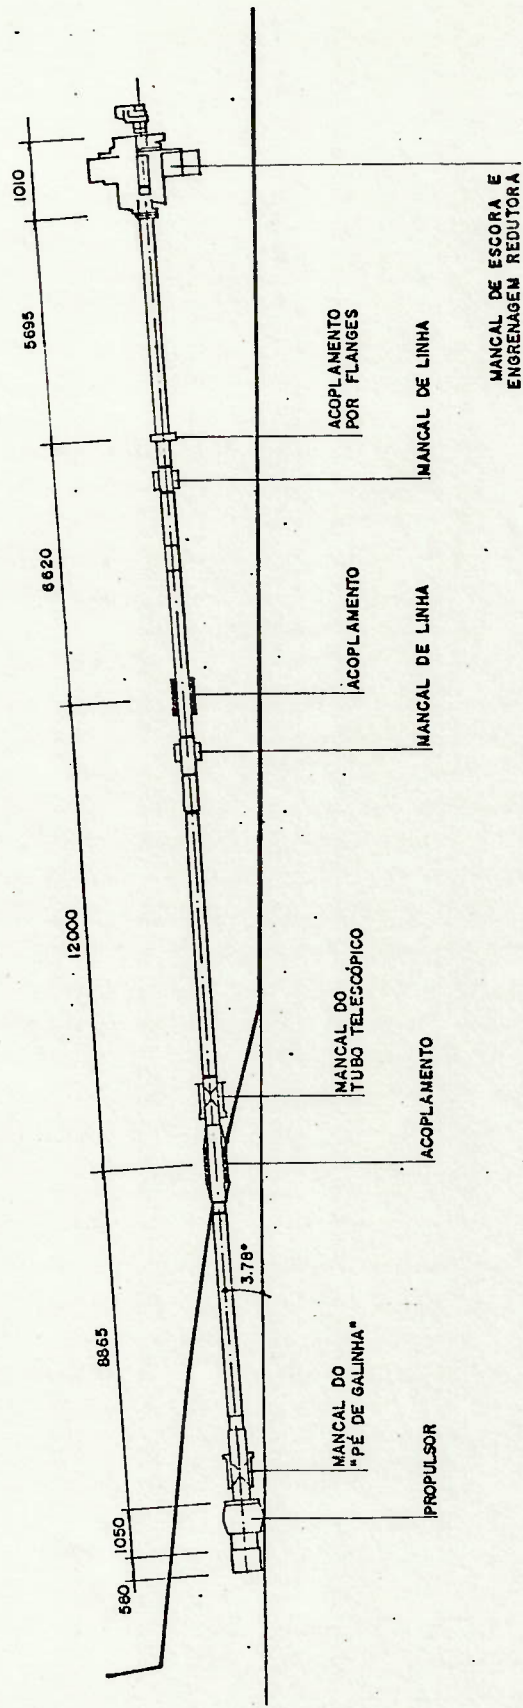 560
1050
8865
12000
6620
5695
1010
3.78°
PROPULSOR
MANCAL DO
"PÉ DE GALINHA"
ACOPLAMENTO
MANCAL DO
TUBO TELESCÓPICO
MANCAL DE LINHA
ACOPLAMENTO
MANCAL DE LINHA
ACOPLAMENTO
POR FLANGES
MANCAL DE ESCORA E
ENGRENAGEM REDUTORA